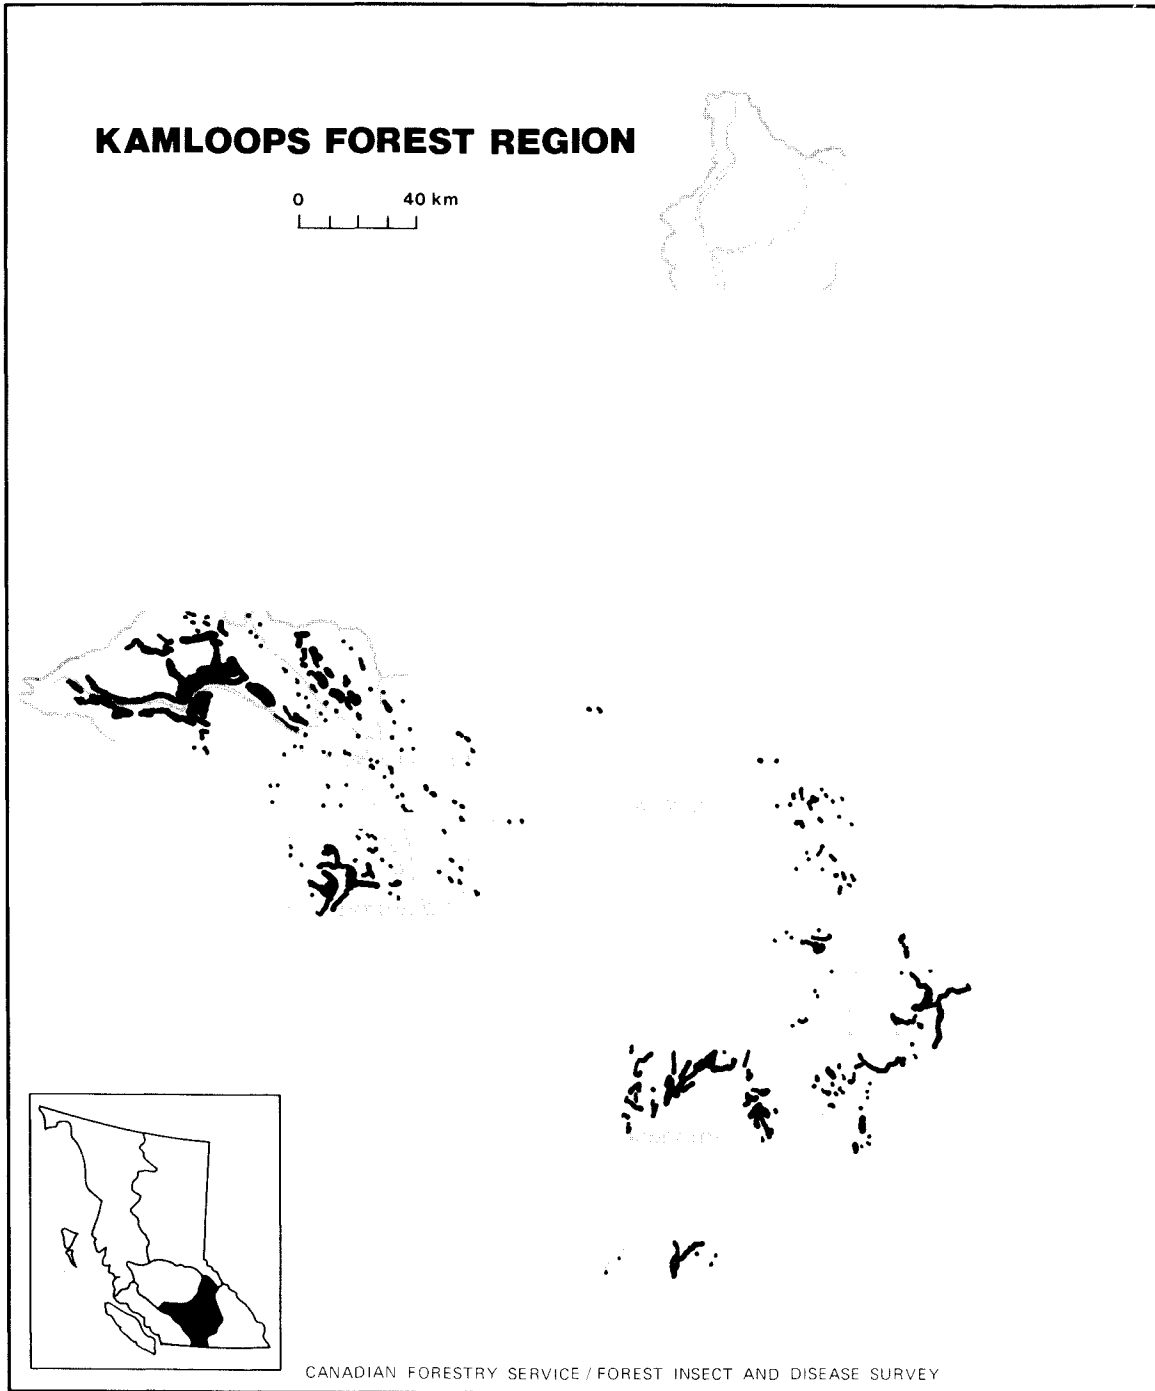 KAMLOOPS FOREST REGION
0 40 km
CANADIAN FORESTRY SERVICE / FOREST INSECT AND DISEASE SURVEY